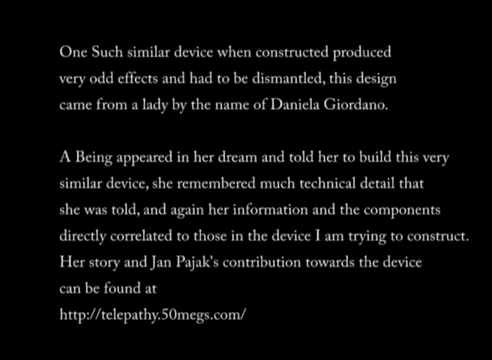 One Such similar device when constructed produced
very odd effects and had to be dismantled, this design
came from a lady by the name of Daniela Giordano.
A Being appeared in her dream and told her to build this very
similar device, she remembered much technical detail that
she was told, and again her information and the components
directly correlated to those in the device I am trying to construct.
Her story and Jan Pajak's contribution towards the device
can be found at
http://telepathy.50megs.com/